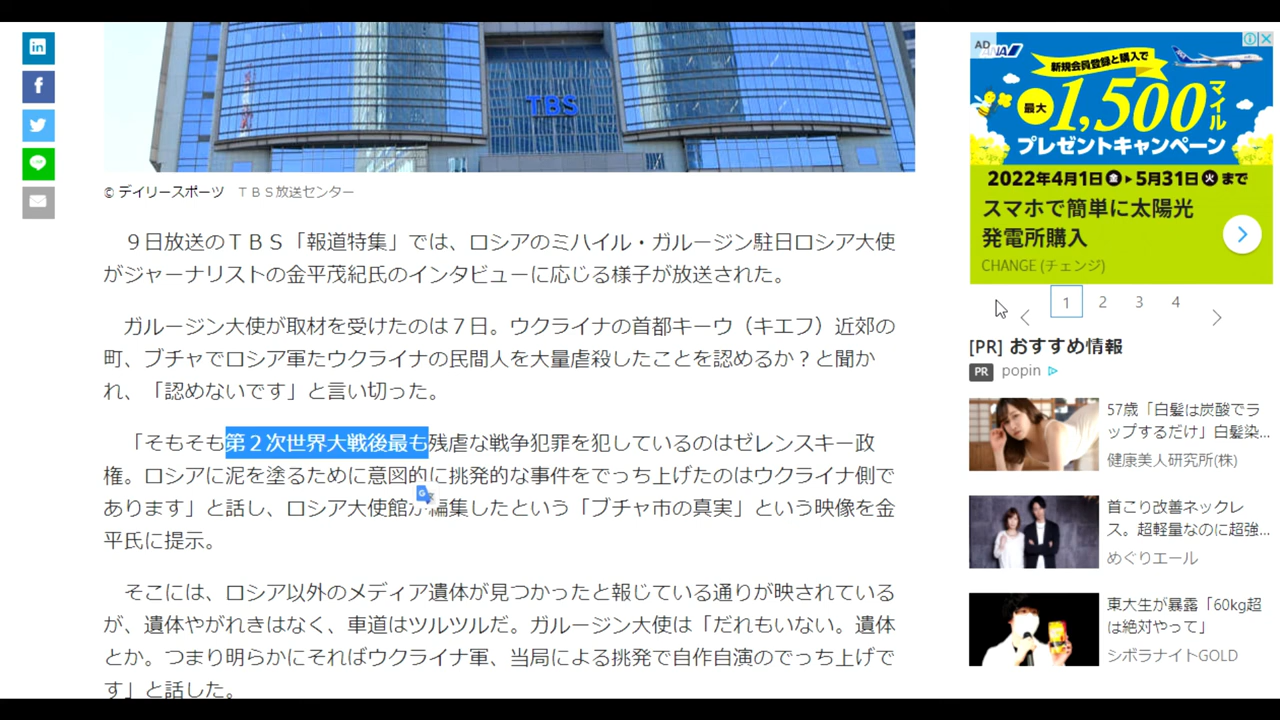 TBS
© デイリースポーツ　ＴＢＳ放送センター
９日放送のＴＢＳ「報道特集」では、ロシアのミハイル・ガルージン駐日ロシア大使
がジャーナリストの金平茂紀氏のインタビューに応じる様子が放送された。
ガルージン大使が取材を受けたのは７日。ウクライナの首都キーウ（キエフ）近郊の
町、ブチャでロシア軍たウクライナの民間人を大量虐殺したことを認めるか？と聞か
れ、「認めないです」と言い切った。
「そもそも第２次世界大戦後最も残虐な戦争犯罪を犯しているのはゼレンスキー政
権。ロシアに泥を塗るために意図的に挑発的な事件をでっち上げたのはウクライナ側で
あります」と話し、ロシア大使館が編集したという「ブチャ市の真実」という映像を金
平氏に提示。
そこには、ロシア以外のメディア遺体が見つかったと報じている通りが映されている
が、遺体やがれきはなく、車道はツルツルだ。ガルージン大使は「だれもいない。遺体
とか。つまり明らかにそればウクライナ軍、当局による挑発で自作自演のでっち上げで
す」と話した。
AD
ANA
新規会員登録と購入で
最大1,500マイル
プレゼントキャンペーン
2022年4月1日金▶5月31日火まで
スマホで簡単に太陽光
発電所購入
CHANGE (チェンジ)
1 2 3 4
[PR] おすすめ情報
PR popin
57歳「白髪は炭酸でラ
ップするだけ」白髪染...
健康美人研究所(株)
首こり改善ネックレ
ス。超軽量なのに超強...
めぐりエール
東大生が暴露「60kg超
は絶対やって」
シボラナイトGOLD